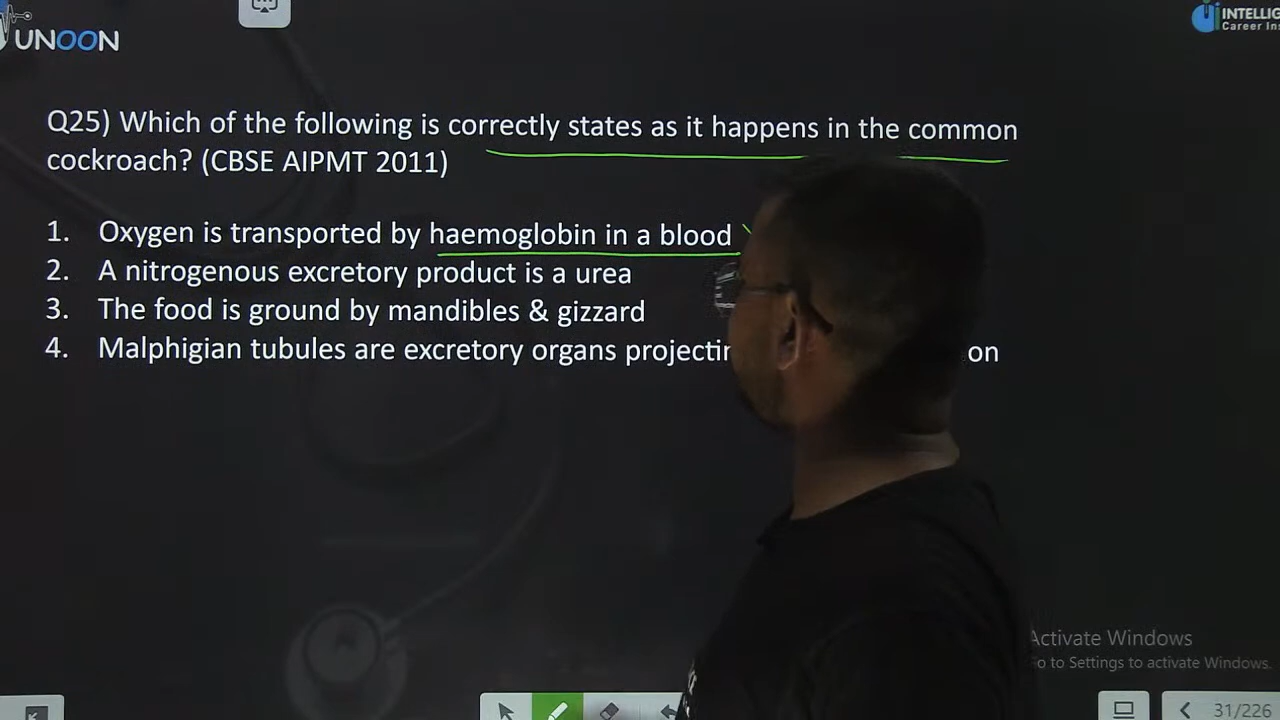 UNOON
INTELLIG
Career Ins
Q25) Which of the following is correctly states as it happens in the common
cockroach? (CBSE AIPMT 2011)
1. Oxygen is transported by haemoglobin in a blood
2. A nitrogenous excretory product is a urea
3. The food is ground by mandibles & gizzard
4. Malphigian tubules are excretory organs projectin on
Activate Windows
Go to Settings to activate Windows.
31/226